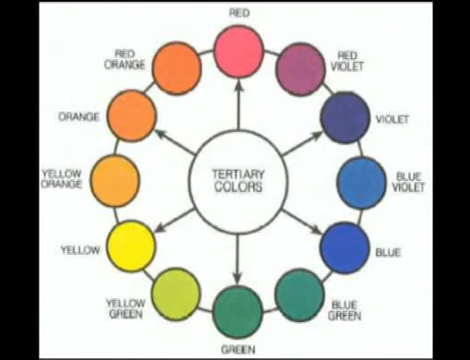 RED
RED
ORANGE
RED
VIOLET
ORANGE
VIOLET
TERTIARY
COLORS
YELLOW
ORANGE
BLUE
VIOLET
YELLOW
BLUE
YELLOW
GREEN
BLUE
GREEN
GREEN